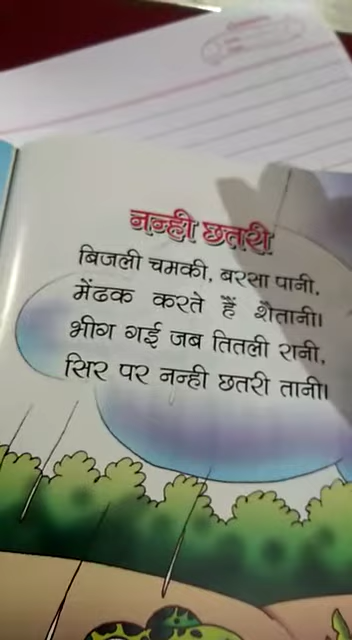 नन्ही छतरी
बिजली चमकी, बरसा पानी,
मेंढक करते हैं शैतानी।
भीग गई जब तितली रानी,
सिर पर नन्ही छतरी तानी।